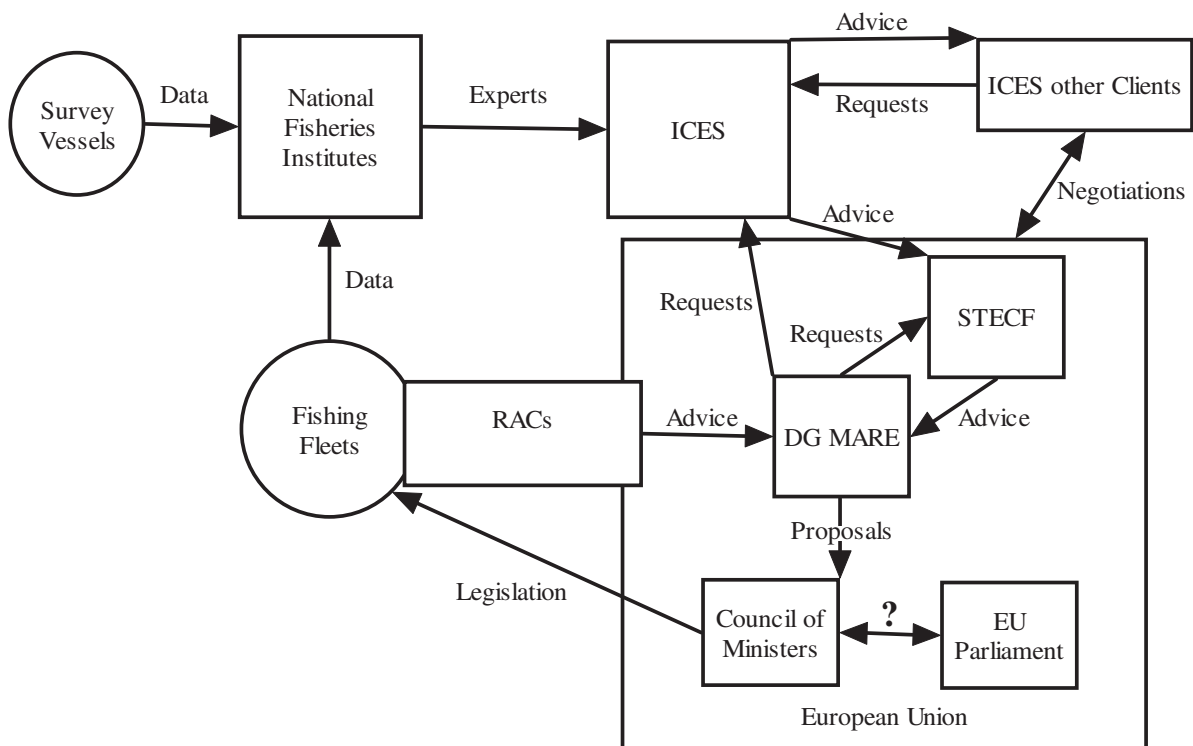 Advice
Survey
Vessels
Data
National
Fisheries
Institutes
Experts
ICES
ICES other Clients
Requests
Negotiations
Advice
Data
Requests
STECF
Requests
Fishing
Fleets
RACs
Advice
DG MARE
Advice
Proposals
Legislation
Council of
Ministers
?
EU
Parliament
European Union